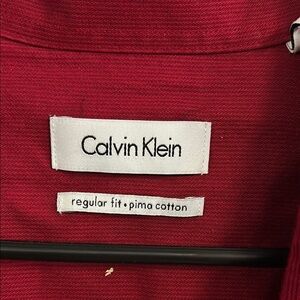 Calvin Klein
regular fit • pima cotton